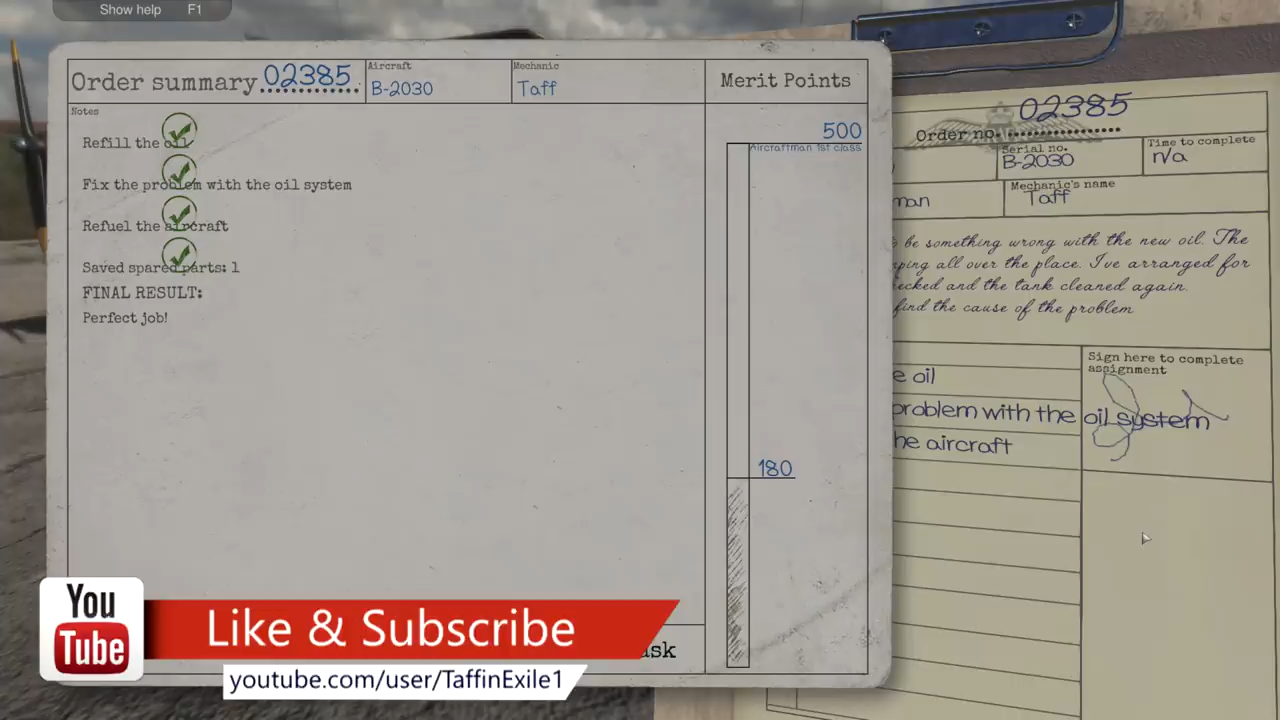 Show help F1
Order summary 02385
Aircraft
B-2030
Mechanic
Taff
Merit Points
Notes
Refill the oil
Fix the problem with the oil system
Refuel the aircraft
Saved spared parts: 1
FINAL RESULT:
Perfect job!
500
Aircraftman 1st class
180
ask
Order no. 02385
Serial no.
B-2030
Time to complete
n/a
man
Mechanic's name
Taff
be something wrong with the new oil. The
ping all over the place. I've arranged for
ecked and the tank cleaned again.
find the cause of the problem
e oil
problem with the oil system
he aircraft
Sign here to complete
assignment
You
Tube
Like & Subscribe
youtube.com/user/TaffinExile1